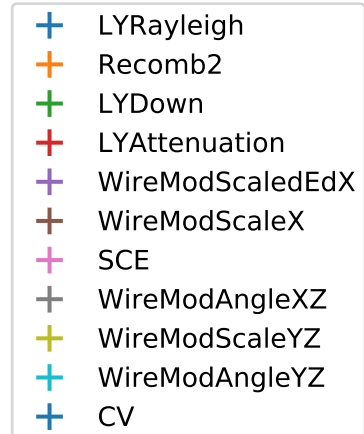 LYRayleigh
Recomb2
LYDown
LYAttenuation
WireModScaledEdX
WireModScaleX
SCE
WireModAngleXZ
WireModScaleYZ
WireModAngleYZ
CV